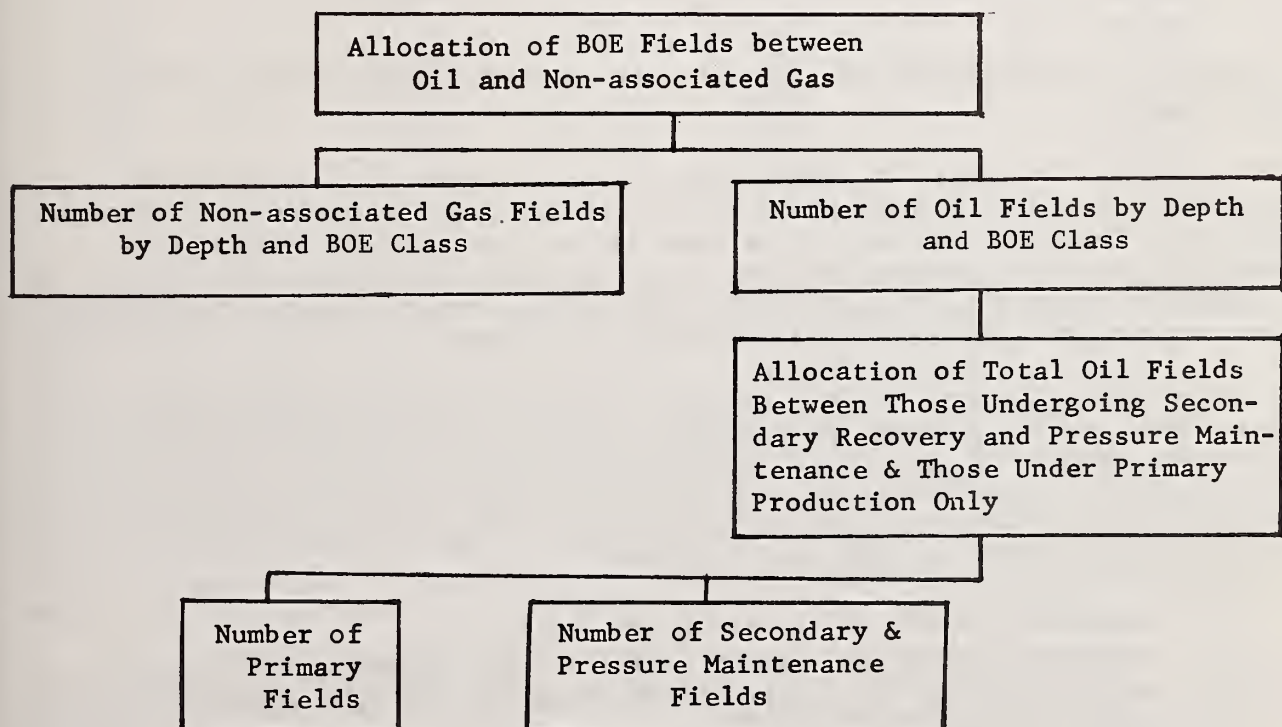 Allocation of BOE Fields between
Oil and Non-associated Gas
Number of Non-associated Gas Fields
by Depth and BOE Class
Number of Oil Fields by Depth
and BOE Class
Allocation of Total Oil Fields
Between Those Undergoing Secon-
dary Recovery and Pressure Main-
tenance & Those Under Primary
Production Only
Number of
Primary
Fields
Number of Secondary &
Pressure Maintenance
Fields